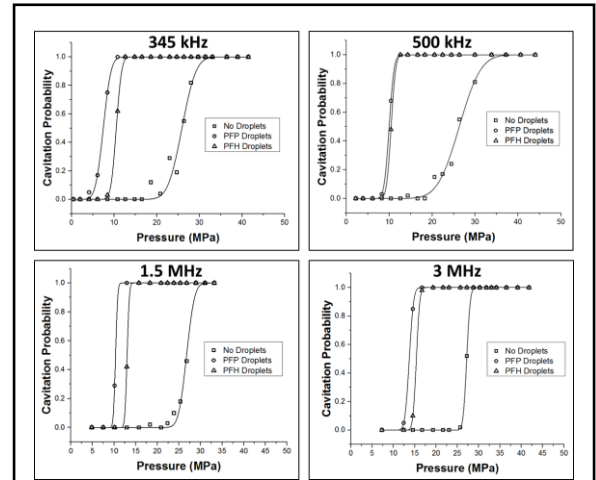 345 kHz
Cavitation Probability
1.0
0.8
0.6
0.4
0.2
0.0
No Droplets
PFP Droplets
PFH Droplets
0 10 20 30 40 50
Pressure (MPa)
500 kHz
Cavitation Probability
1.0
0.8
0.6
0.4
0.2
0.0
No Droplets
PFP Droplets
PFH Droplets
0 10 20 30 40 50
Pressure (MPa)
1.5 MHz
Cavitation Probability
1.0
0.8
0.6
0.4
0.2
0.0
No Droplets
PFP Droplets
PFH Droplets
0 5 10 15 20 25 30 35 40 45 50
Pressure (MPa)
3 MHz
Cavitation Probability
1.0
0.8
0.6
0.4
0.2
0.0
No Droplets
PFP Droplets
PFH Droplets
0 5 10 15 20 25 30 35 40 45 50
Pressure (MPa)